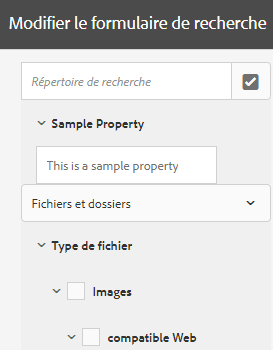 Modifier le formulaire de recherche
Répertoire de recherche
Sample Property
This is a sample property
Fichiers et dossiers
Type de fichier
Images
compatible Web